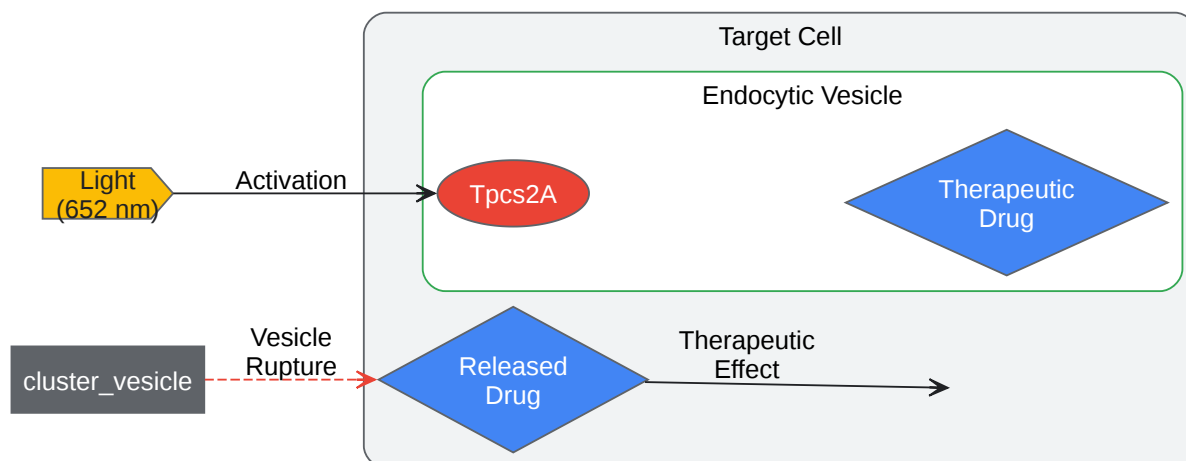 Target Cell
Endocytic Vesicle
Light
(652 nm)
Activation
Tpcs2A
Therapeutic
Drug
cluster_vesicle
Vesicle
Rupture
Released
Drug
Therapeutic
Effect